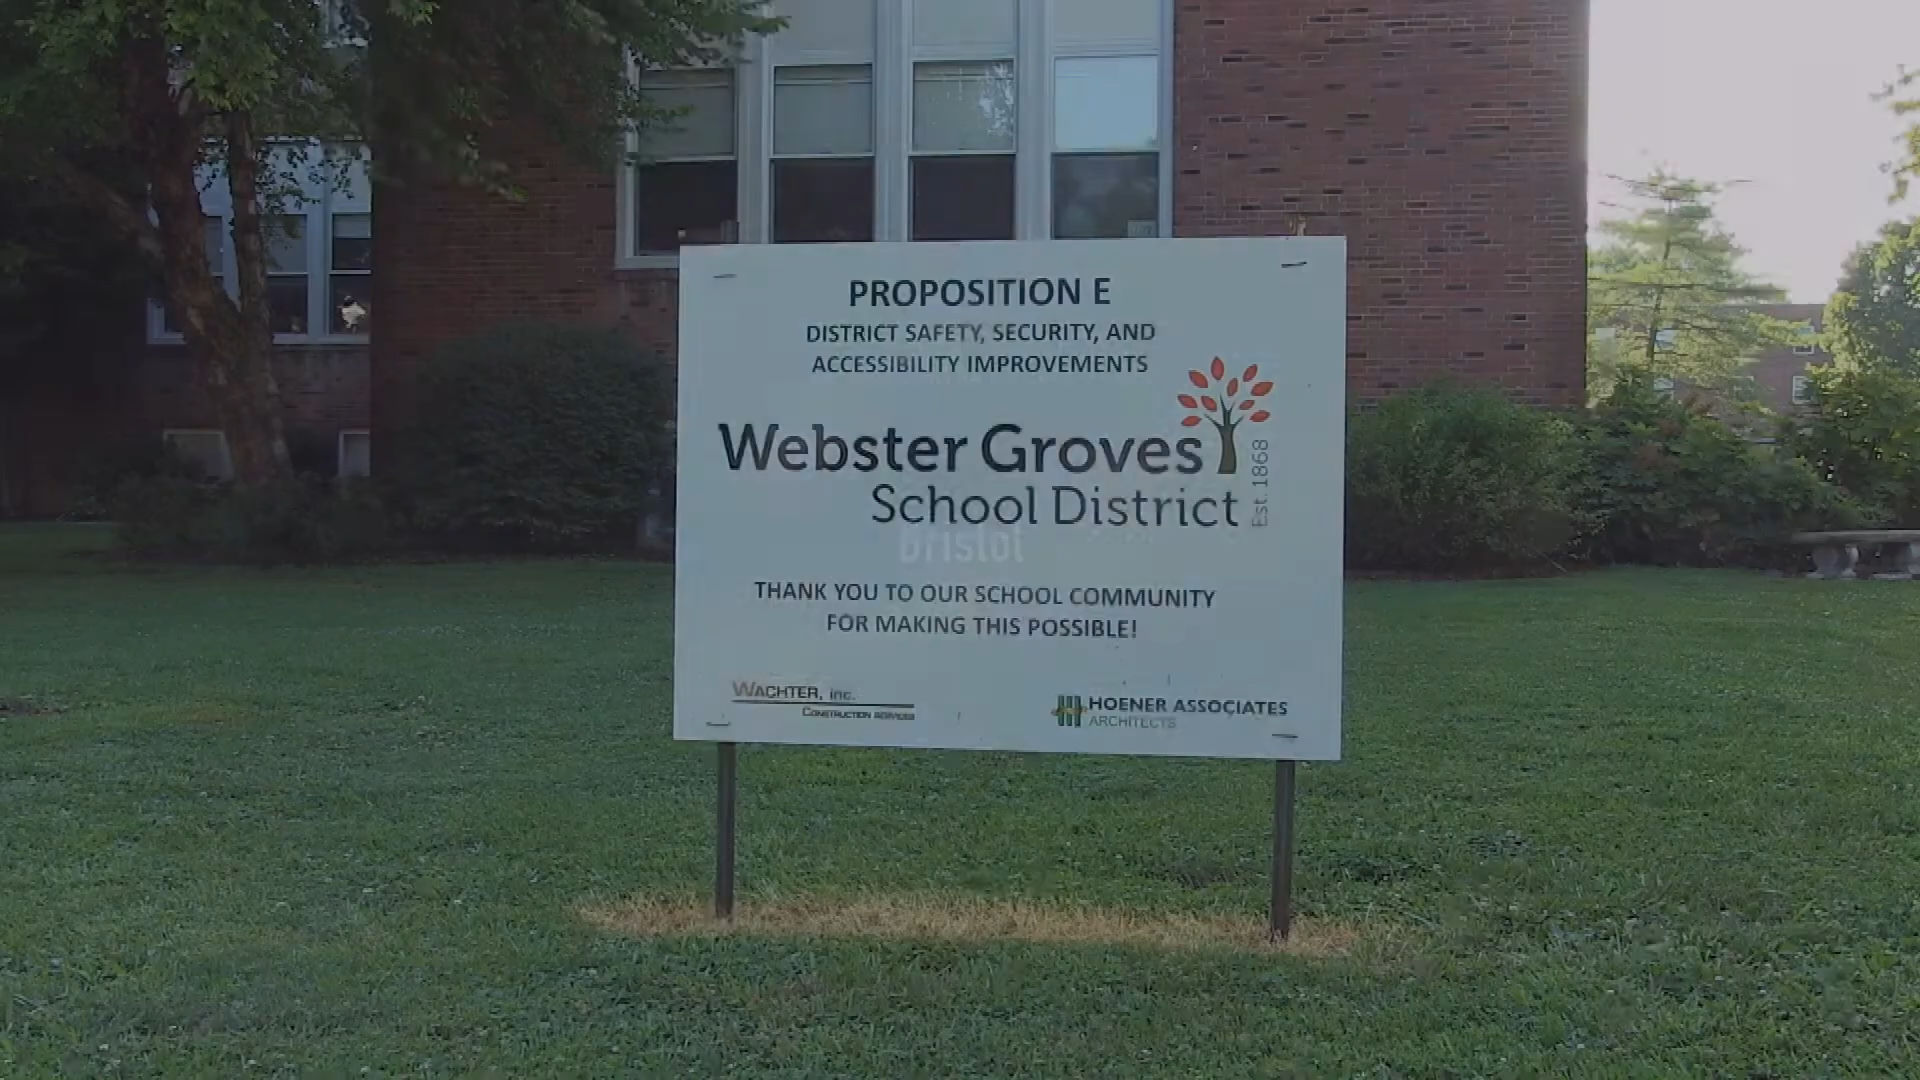 PROPOSITION E
DISTRICT SAFETY, SECURITY, AND
ACCESSIBILITY IMPROVEMENTS
Webster Groves
School District
Est. 1868
Bristol
THANK YOU TO OUR SCHOOL COMMUNITY
FOR MAKING THIS POSSIBLE!
WACHTER, inc.
CONSTRUCTION SERVICES
HOENER ASSOCIATES
ARCHITECTS